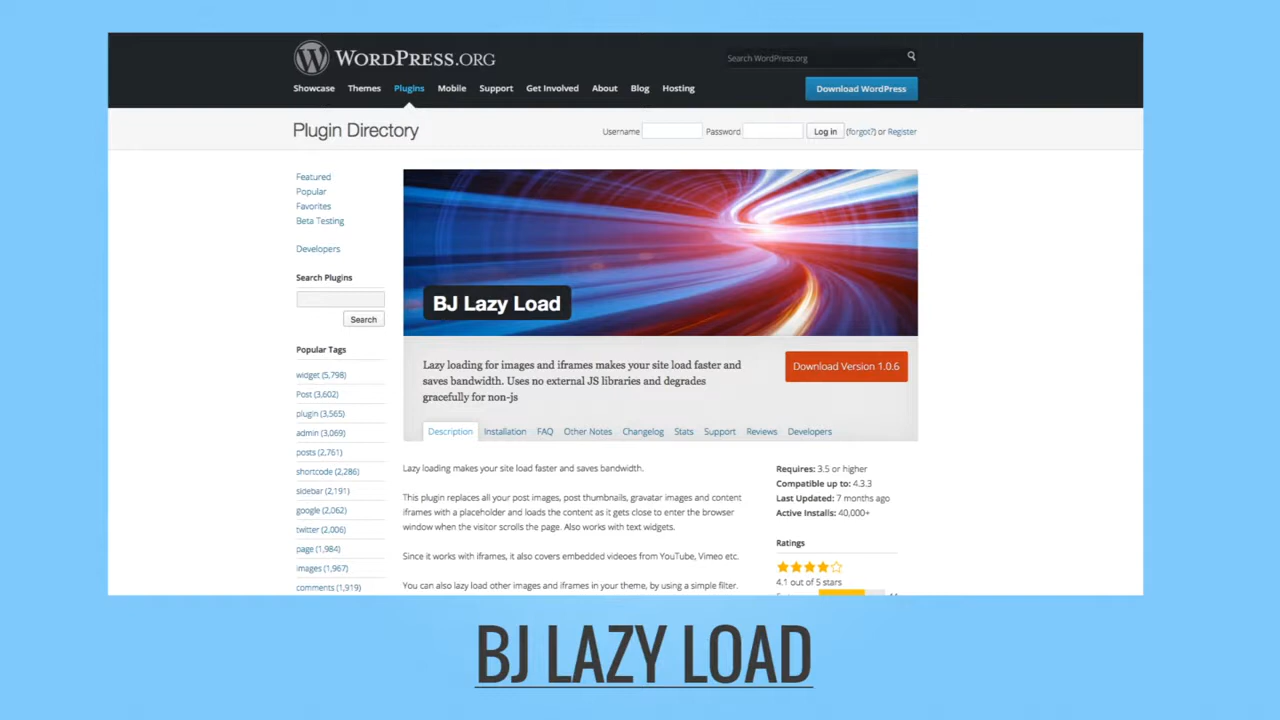 WORDPRESS.ORG
Search WordPress.org
Showcase Themes Plugins Mobile Support Get Involved About Blog Hosting
Download WordPress
Plugin Directory
Username Password Log in (forgot?) or Register
Featured
Popular
Favorites
Beta Testing
Developers
Search Plugins
Search
Popular Tags
widget (5,798)
Post (3,602)
plugin (3,565)
admin (3,069)
posts (2,761)
shortcode (2,286)
sidebar (2,191)
google (2,062)
twitter (2,006)
page (1,984)
images (1,967)
comments (1,919)
BJ Lazy Load
Lazy loading for images and iframes makes your site load faster and
saves bandwidth. Uses no external JS libraries and degrades
gracefully for non-js
Download Version 1.0.6
Description Installation FAQ Other Notes Changelog Stats Support Reviews Developers
Lazy loading makes your site load faster and saves bandwidth.
This plugin replaces all your post images, post thumbnails, gravatar images and content
iframes with a placeholder and loads the content as it gets close to enter the browser
window when the visitor scrolls the page. Also works with text widgets.
Since it works with iframes, it also covers embedded videoes from YouTube, Vimeo etc.
You can also lazy load other images and iframes in your theme, by using a simple filter.
Requires: 3.5 or higher
Compatible up to: 4.3.3
Last Updated: 7 months ago
Active Installs: 40,000+
Ratings
4.1 out of 5 stars
BJ LAZY LOAD